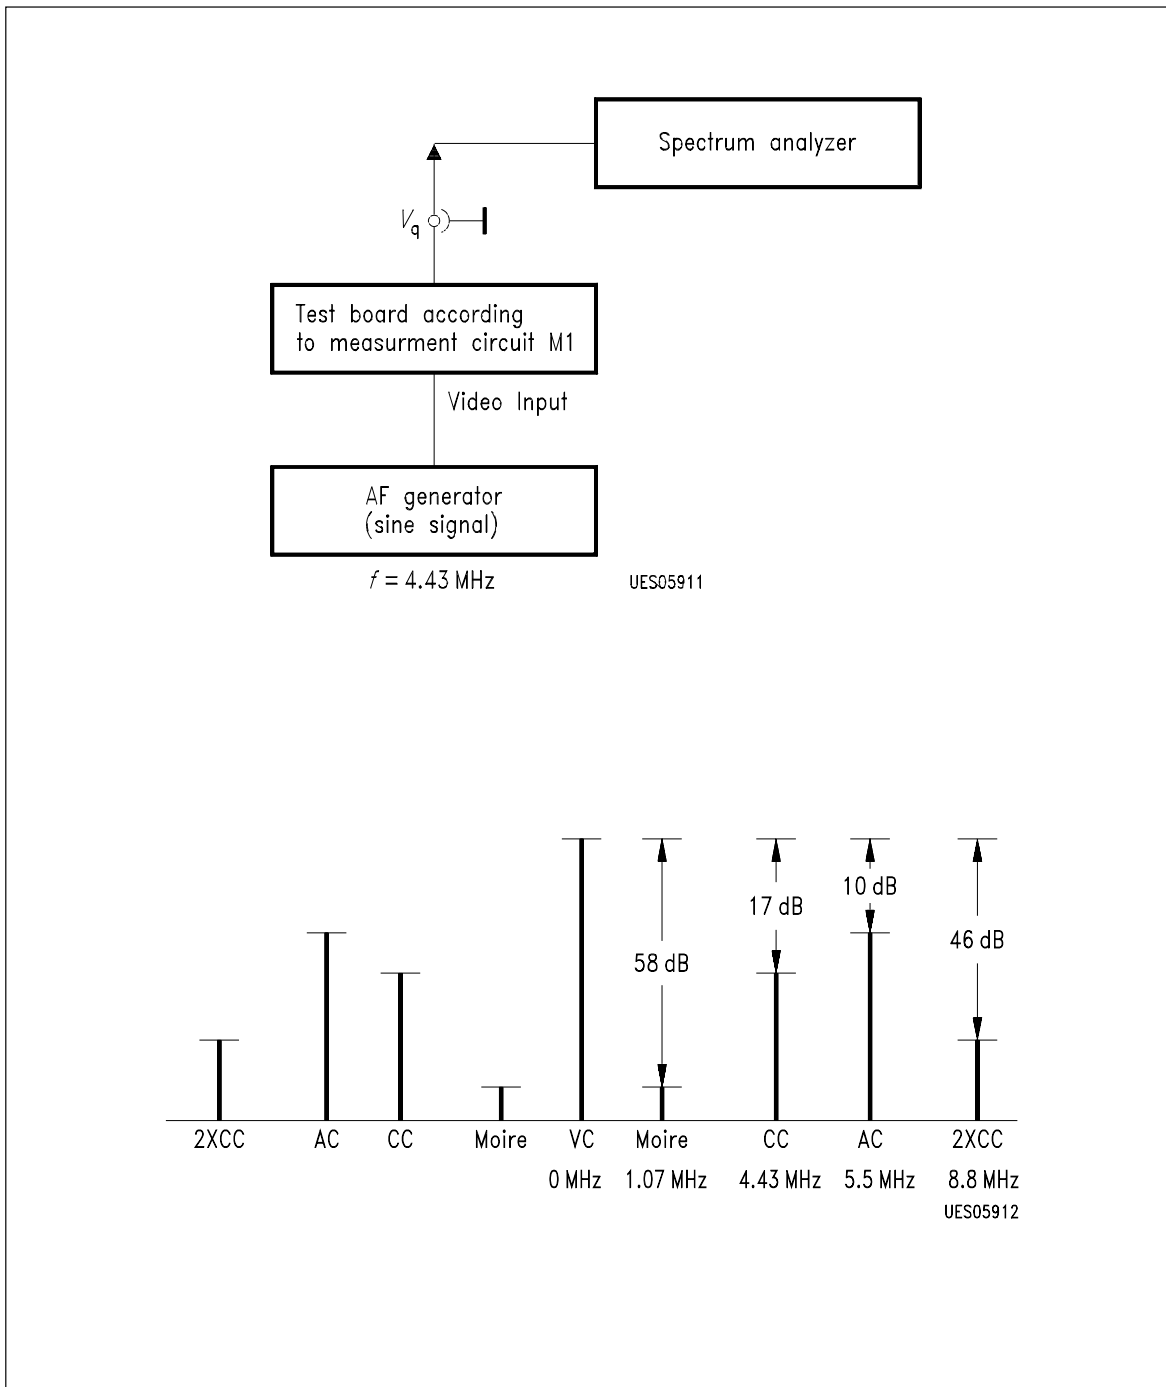 Spectrum analyzer
Vq
Test board according
to measurment circuit M1
Video Input
AF generator
(sine signal)
f = 4.43 MHz
UES05911
10 dB
17 dB
46 dB
58 dB
2XCC AC CC Moire VC Moire CC AC 2XCC
0 MHz 1.07 MHz 4.43 MHz 5.5 MHz 8.8 MHz
UES05912